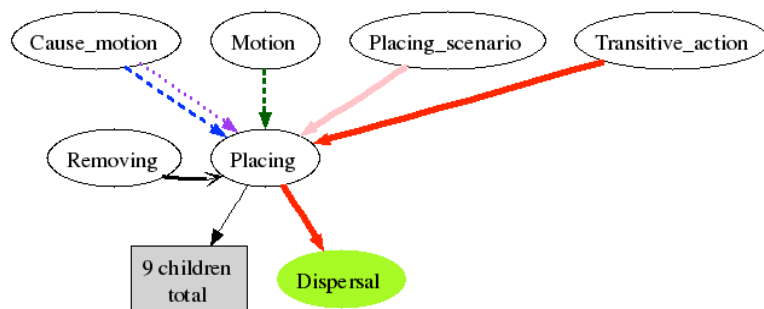 Cause_motion
Motion
Placing_scenario
Transitive_action
Removing
Placing
9 children
total
Dispersal